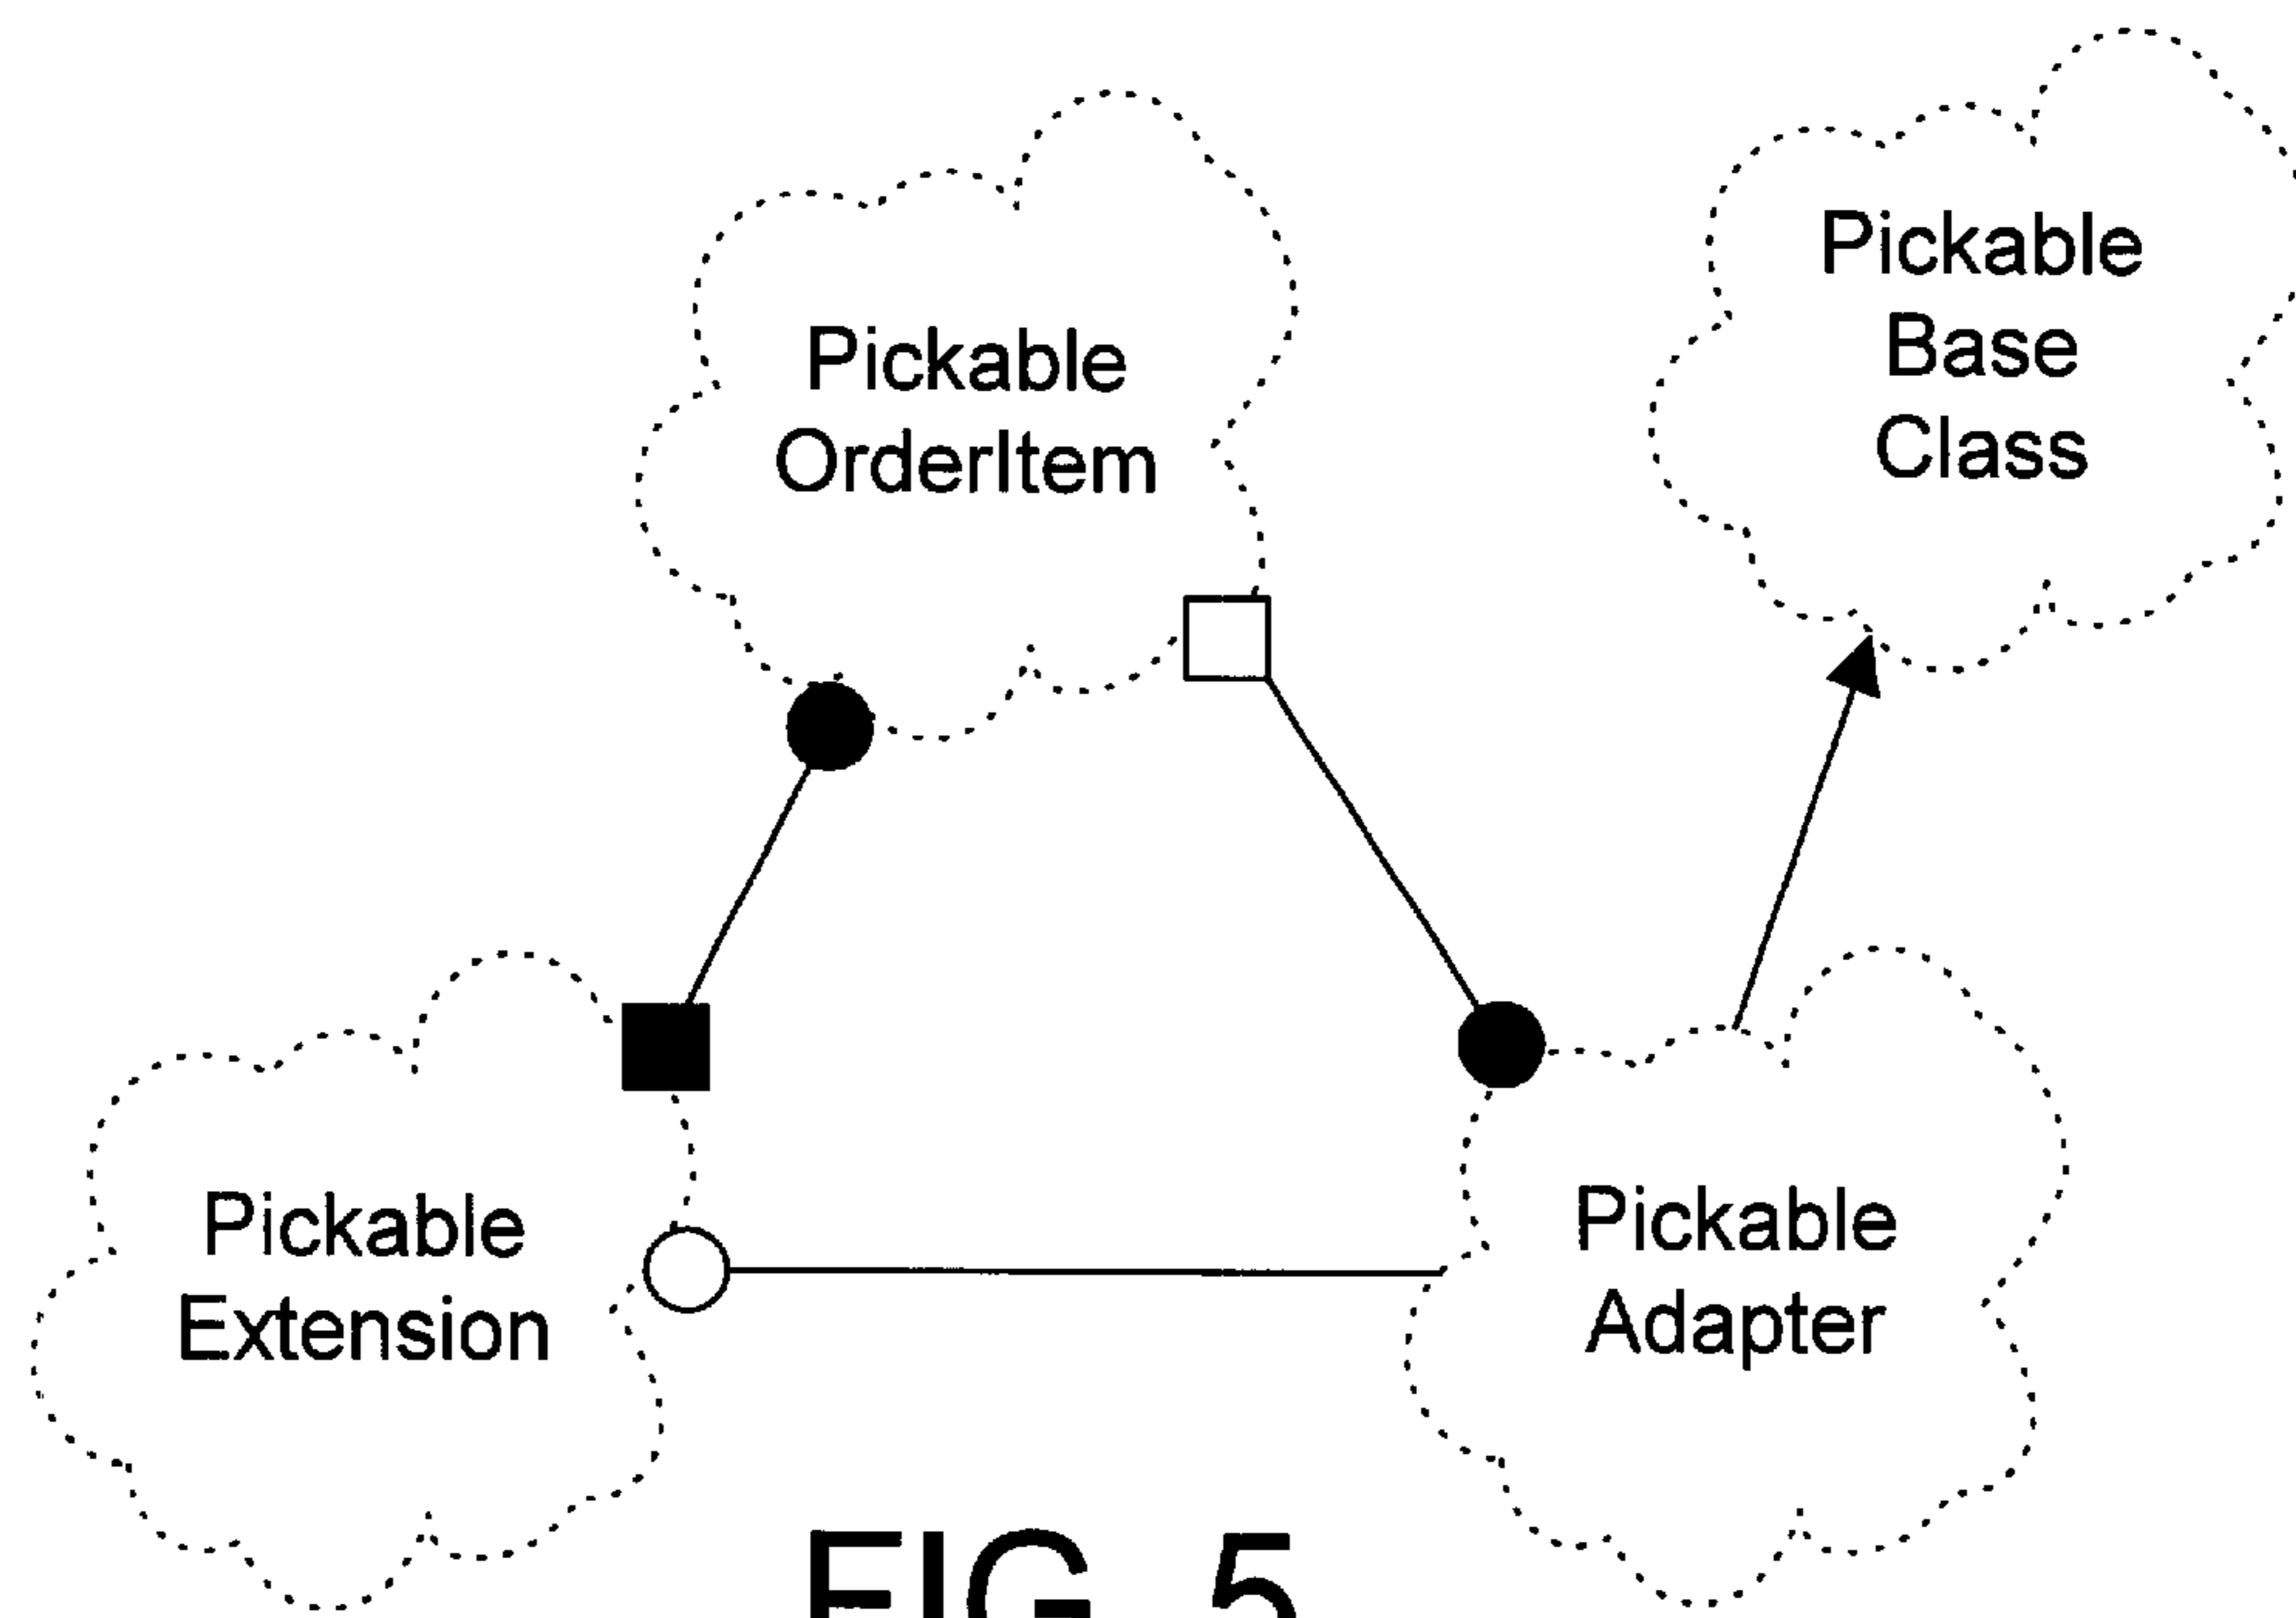 Pickable
OrderItem
Pickable
Base
Class
Pickable
Extension
Pickable
Adapter
FIG. 5